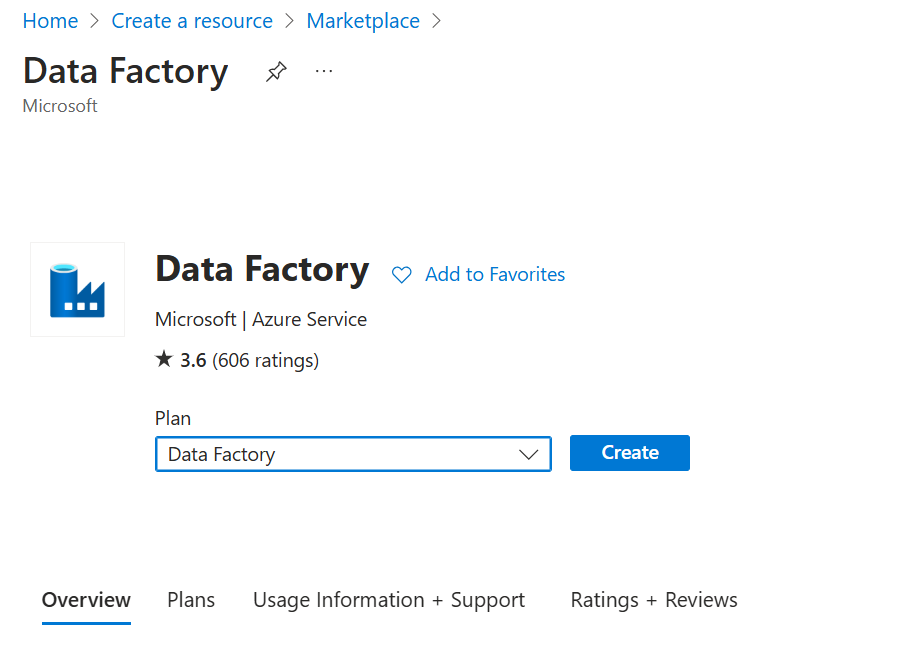 Home > Create a resource > Marketplace >
Data Factory ...
Microsoft
Data Factory Add to Favorites
Microsoft | Azure Service
★ 3.6 (606 ratings)
Plan
Data Factory Create
Overview Plans Usage Information + Support Ratings + Reviews